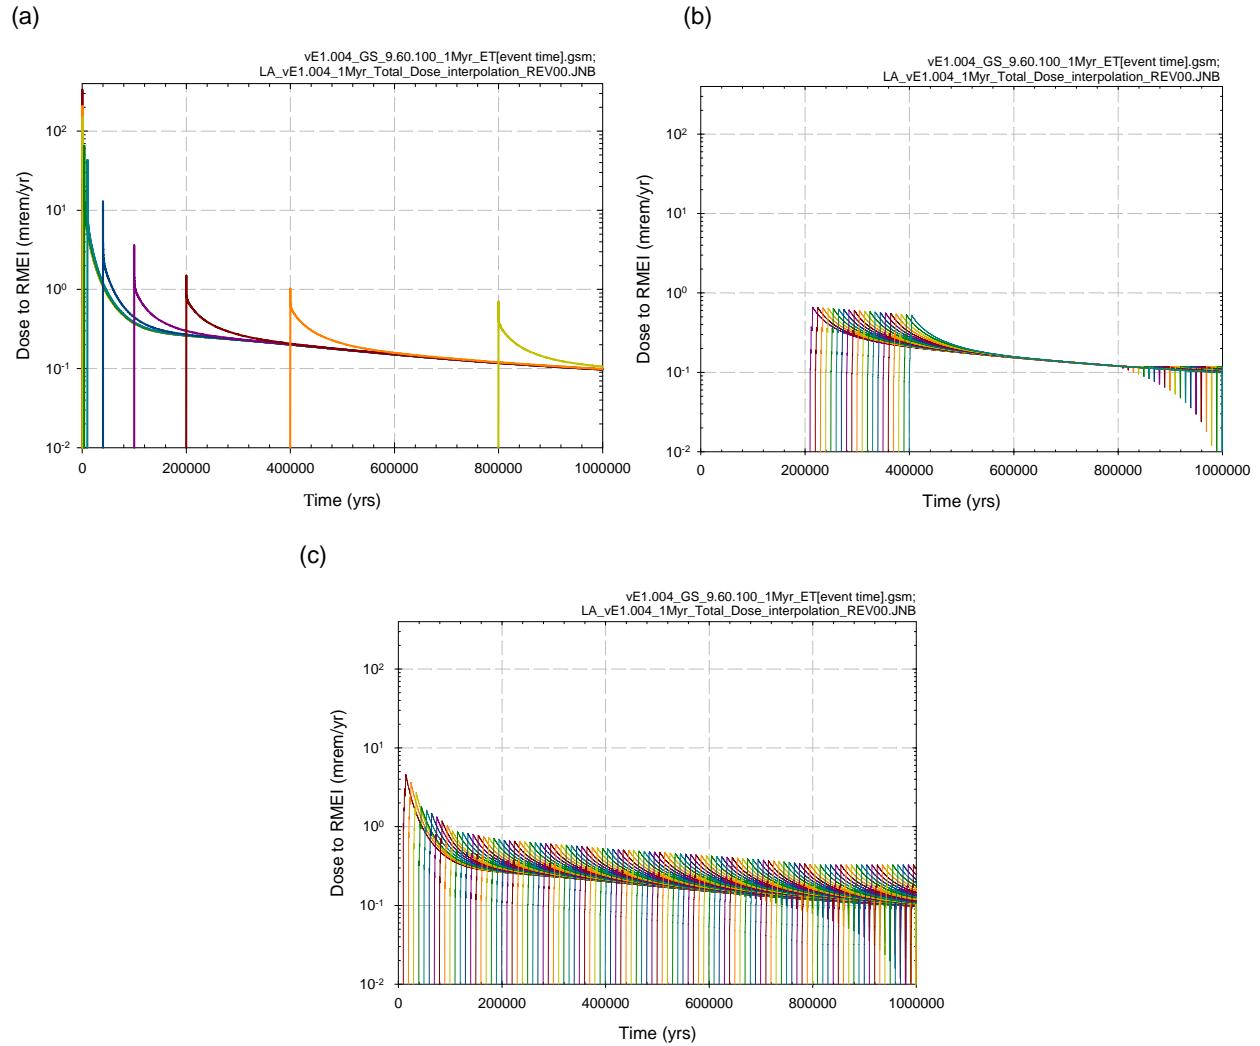 (a)
vE1.004_GS_9.60.100_1Myr_ET[event time].gsm;
LA_vE1.004_1Myr_Total_Dose_interpolation_REV00.JNB
Dose to RMEI (mrem/yr)
10²
10¹
10⁰
10⁻¹
10⁻²
0 200000 400000 600000 800000 1000000
Time (yrs)
(b)
vE1.004_GS_9.60.100_1Myr_ET[event time].gsm;
LA_vE1.004_1Myr_Total_Dose_interpolation_REV00.JNB
Dose to RMEI (mrem/yr)
10²
10¹
10⁰
10⁻¹
10⁻²
0 200000 400000 600000 800000 1000000
Time (yrs)
(c)
vE1.004_GS_9.60.100_1Myr_ET[event time].gsm;
LA_vE1.004_1Myr_Total_Dose_interpolation_REV00.JNB
Dose to RMEI (mrem/yr)
10²
10¹
10⁰
10⁻¹
10⁻²
0 200000 400000 600000 800000 1000000
Time (yrs)